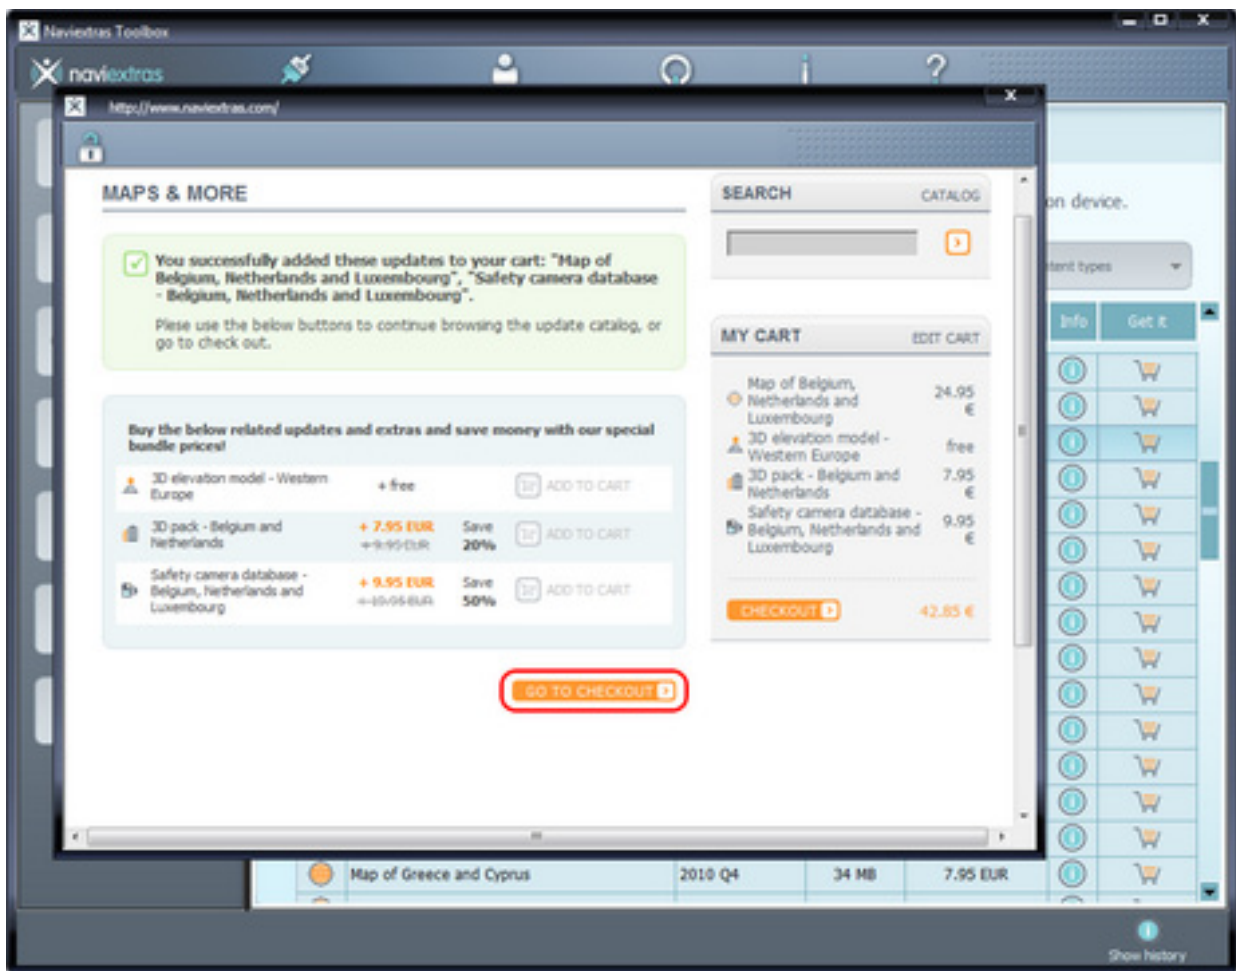 Naviextras Toolbox
naviextras
http://www.naviextras.com/
MAPS & MORE
You successfully added these updates to your cart: "Map of
Belgium, Netherlands and Luxembourg", "Safety camera database
- Belgium, Netherlands and Luxembourg".
Plese use the below buttons to continue browsing the update catalog, or
go to check out.
Buy the below related updates and extras and save money with our special
bundle prices!
3D elevation model - Western
Europe
+ free
ADD TO CART
3D pack - Belgium and
Netherlands
+ 7.95 EUR
+ 9.95 EUR
Save
20%
ADD TO CART
Safety camera database -
Belgium, Netherlands and
Luxembourg
+ 9.95 EUR
+ 19.95 EUR
Save
50%
ADD TO CART
GO TO CHECKOUT
SEARCH
CATALOG
MY CART
EDIT CART
Map of Belgium,
Netherlands and
Luxembourg
24.95
€
3D elevation model -
Western Europe
free
3D pack - Belgium and
Netherlands
7.95
€
Safety camera database -
Belgium, Netherlands and
Luxembourg
9.95
€
CHECKOUT
42.85 €
on device.
tent types
Info
Get it
Map of Greece and Cyprus
2010 Q4
34 MB
7.95 EUR
Show history